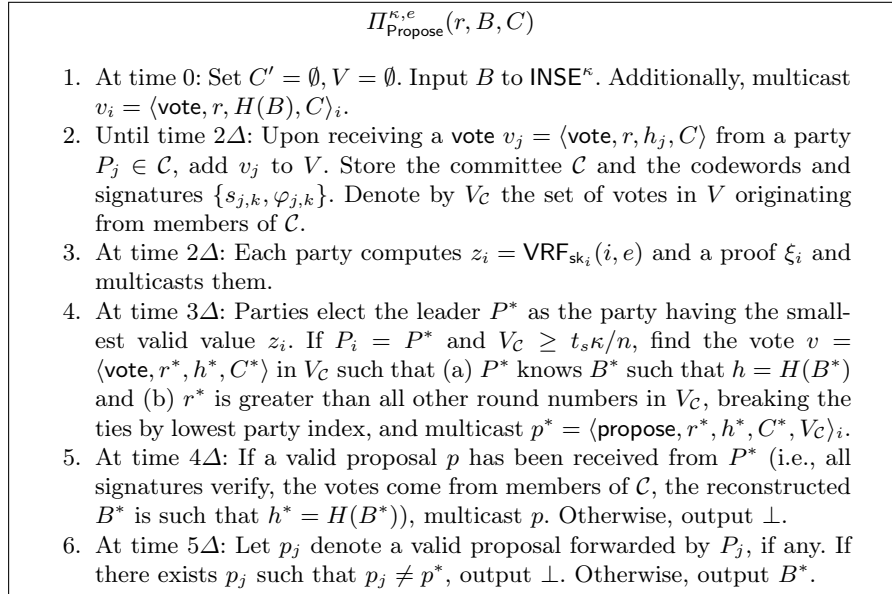 Π^{κ,e}_{Propose}(r, B, C)
1. At time 0: Set C′ = ∅, V = ∅. Input B to INSE^κ. Additionally, multicast
v_i = ⟨vote, r, H(B), C⟩_i.
2. Until time 2Δ: Upon receiving a vote v_j = ⟨vote, r, h_j, C⟩ from a party
P_j ∈ 𝒞, add v_j to V. Store the committee 𝒞 and the codewords and
signatures {s_{j,k}, φ_{j,k}}. Denote by V_𝒞 the set of votes in V originating
from members of 𝒞.
3. At time 2Δ: Each party computes z_i = VRF_{sk_i}(i, e) and a proof ξ_i and
multicasts them.
4. At time 3Δ: Parties elect the leader P* as the party having the small-
est valid value z_i. If P_i = P* and V_𝒞 ≥ t_sκ/n, find the vote v =
⟨vote, r*, h*, C*⟩ in V_𝒞 such that (a) P* knows B* such that h = H(B*)
and (b) r* is greater than all other round numbers in V_𝒞, breaking the
ties by lowest party index, and multicast p* = ⟨propose, r*, h*, C*, V_𝒞⟩_i.
5. At time 4Δ: If a valid proposal p has been received from P* (i.e., all
signatures verify, the votes come from members of 𝒞, the reconstructed
B* is such that h* = H(B*)), multicast p. Otherwise, output ⊥.
6. At time 5Δ: Let p_j denote a valid proposal forwarded by P_j, if any. If
there exists p_j such that p_j ≠ p*, output ⊥. Otherwise, output B*.